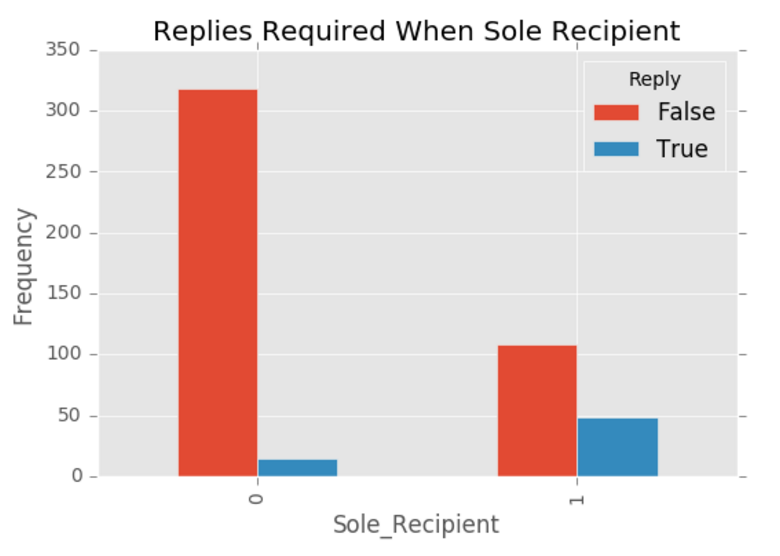 Replies Required When Sole Recipient
350
300
250
200
150
100
50
0
Frequency
Reply
False
True
0
1
Sole_Recipient